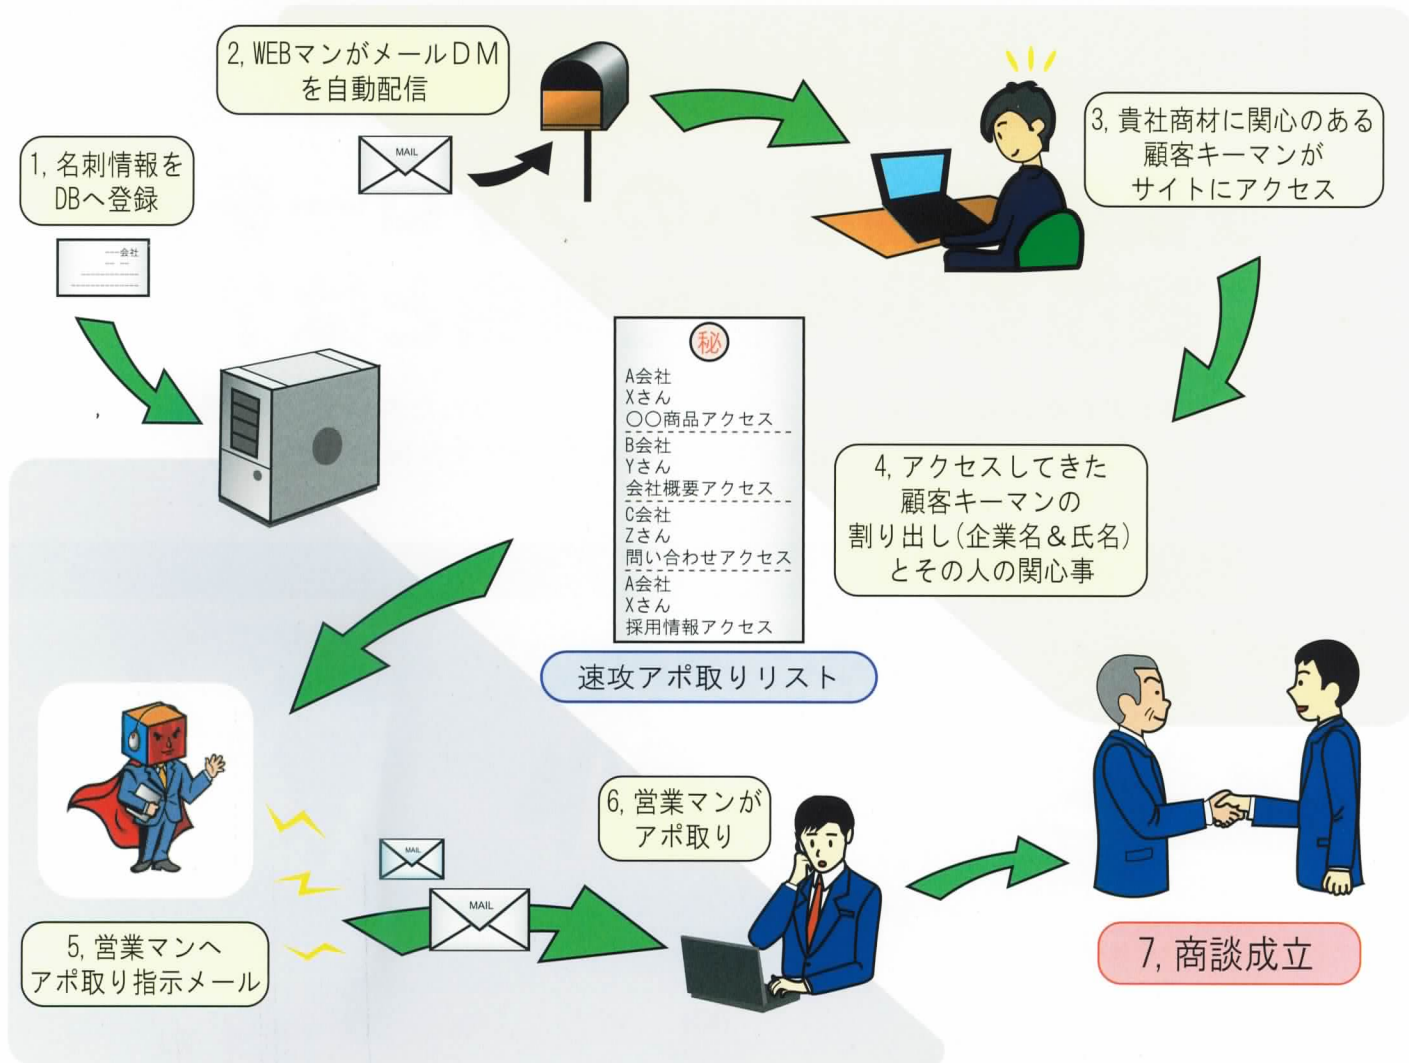 1, 名刺情報を
DBへ登録
---会社
2, WEBマンがメールDM
を自動配信
MAIL
3, 貴社商材に関心のある
顧客キーマンが
サイトにアクセス
秘
A会社
Xさん
〇〇商品アクセス
B会社
Yさん
会社概要アクセス
C会社
Zさん
問い合わせアクセス
A会社
Xさん
採用情報アクセス
速攻アポ取りリスト
4, アクセスしてきた
顧客キーマンの
割り出し(企業名&氏名)
とその人の関心事
5, 営業マンへ
アポ取り指示メール
MAIL
MAIL
6, 営業マンが
アポ取り
7, 商談成立